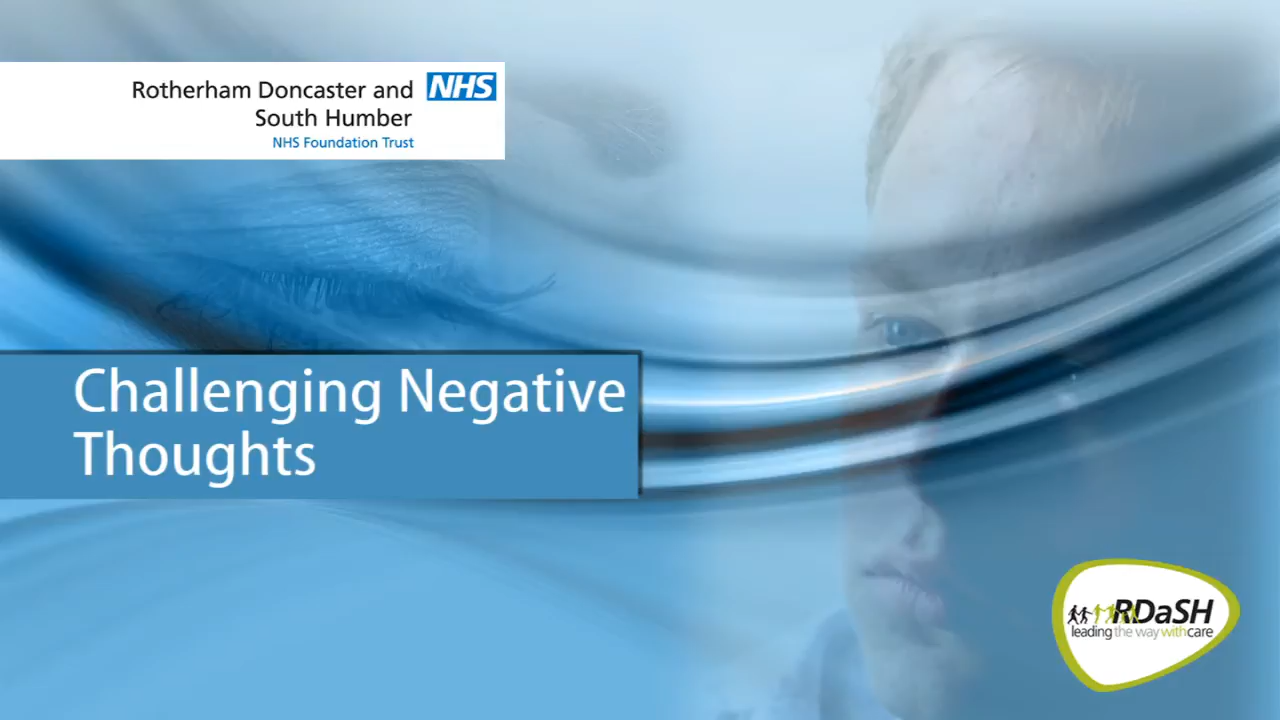 Rotherham Doncaster and NHS
South Humber
NHS Foundation Trust
Challenging Negative
Thoughts
RDaSH
leading the way with care